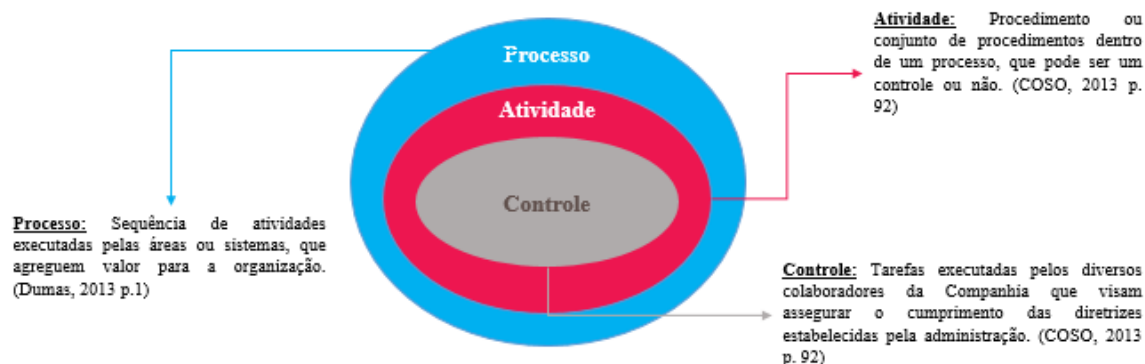 Atividade: Procedimento ou
conjunto de procedimentos dentro
de um processo, que pode ser um
controle ou não. (COSO, 2013 p.
92)
Processo
Atividade
Controle
Processo: Sequência de atividades
executadas pelas áreas ou sistemas, que
agreguem valor para a organização.
(Dumas, 2013 p.1)
Controle: Tarefas executadas pelos diversos
colaboradores da Companhia que visam
assegurar o cumprimento das diretrizes
estabelecidas pela administração. (COSO, 2013
p. 92)